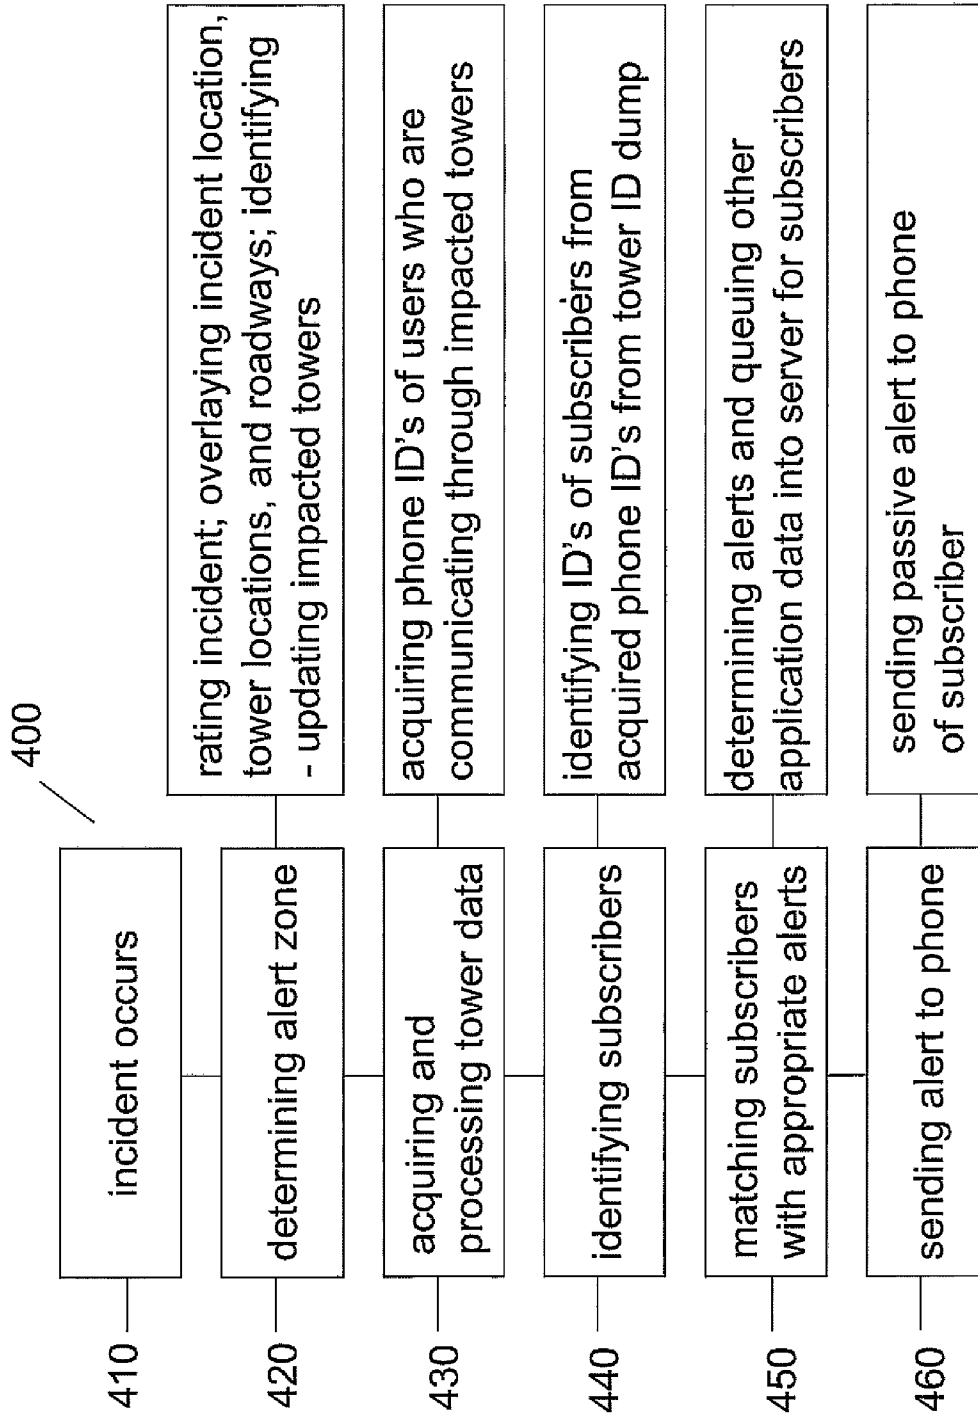 400
410
incident occurs
420
determining alert zone
rating incident; overlaying incident location,
tower locations, and roadways; identifying
- updating impacted towers
430
acquiring and
processing tower data
acquiring phone ID's of users who are
communicating through impacted towers
440
identifying subscribers
identifying ID's of subscribers from
acquired phone ID's from tower ID dump
450
matching subscribers
with appropriate alerts
determining alerts and queuing other
application data into server for subscribers
460
sending alert to phone
sending passive alert to phone
of subscriber